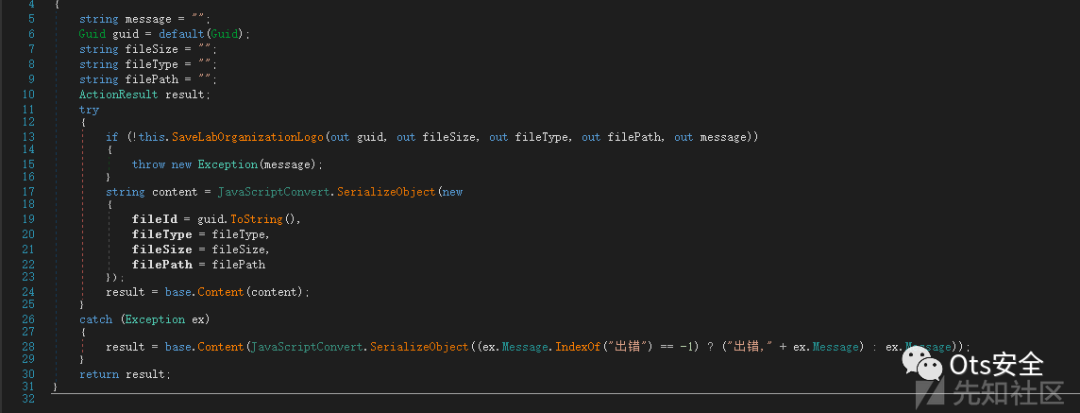 4 {
5 string message = "";
6 Guid guid = default(Guid);
7 string fileSize = "";
8 string fileType = "";
9 string filePath = "";
10 ActionResult result;
11 try
12 {
13 if (!this.SaveLabOrganizationLogo(out guid, out fileSize, out fileType, out filePath, out message))
14 {
15 throw new Exception(message);
16 }
17 string content = JavaScriptConvert.SerializeObject(new
18 {
19 fileId = guid.ToString(),
20 fileType = fileType,
21 fileSize = fileSize,
22 filePath = filePath
23 });
24 result = base.Content(content);
25 }
26 catch (Exception ex)
27 {
28 result = base.Content(JavaScriptConvert.SerializeObject((ex.Message.IndexOf("出错") == -1) ? ("出错," + ex.Message) : ex.Message));
29 }
30 return result;
31 }
32
Ots安全
先知社区